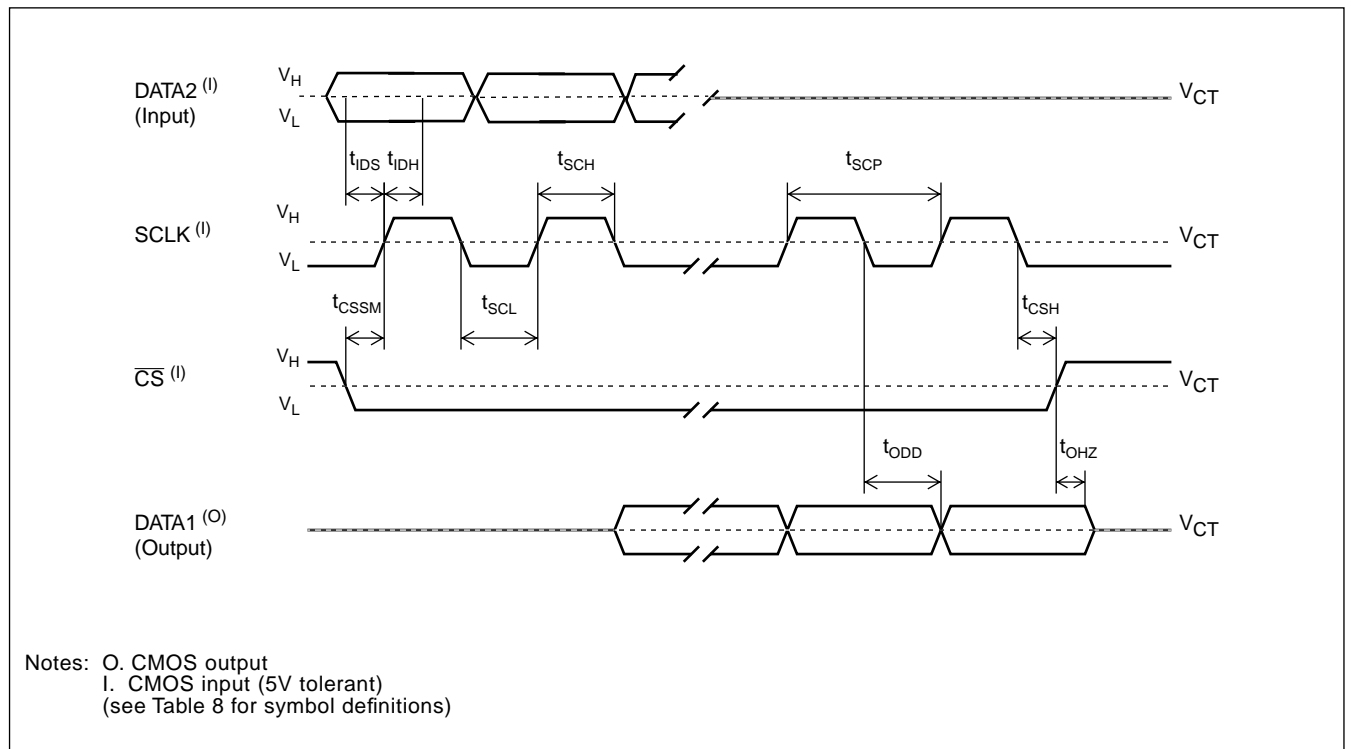 DATA2 (I)
(Input)
VH
VL
VCT
tIDS tIDH tSCH tSCP
SCLK (I)
VH
VL
VCT
tCSSM tSCL tCSH
CS (I)
VH
VL
VCT
tODD tOHZ
DATA1 (O)
(Output)
VCT
Notes: O. CMOS output
I. CMOS input (5V tolerant)
(see Table 8 for symbol definitions)